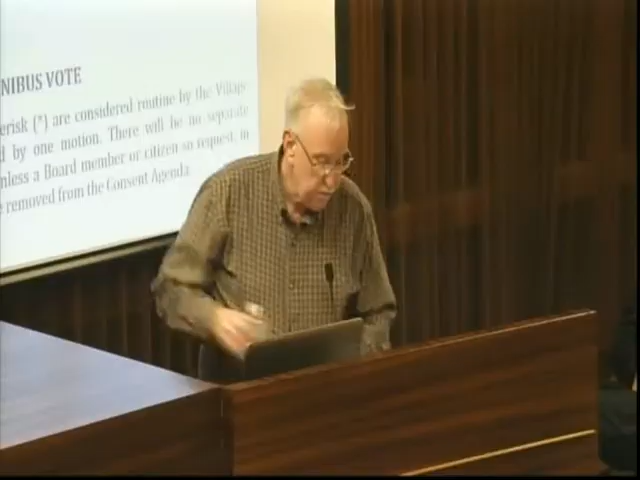 NIBUS VOTE
erisk (*) are considered routine by the Village
d by one motion. There will be no separate
nless a Board member or citizen so request, in
e removed from the Consent Agenda.